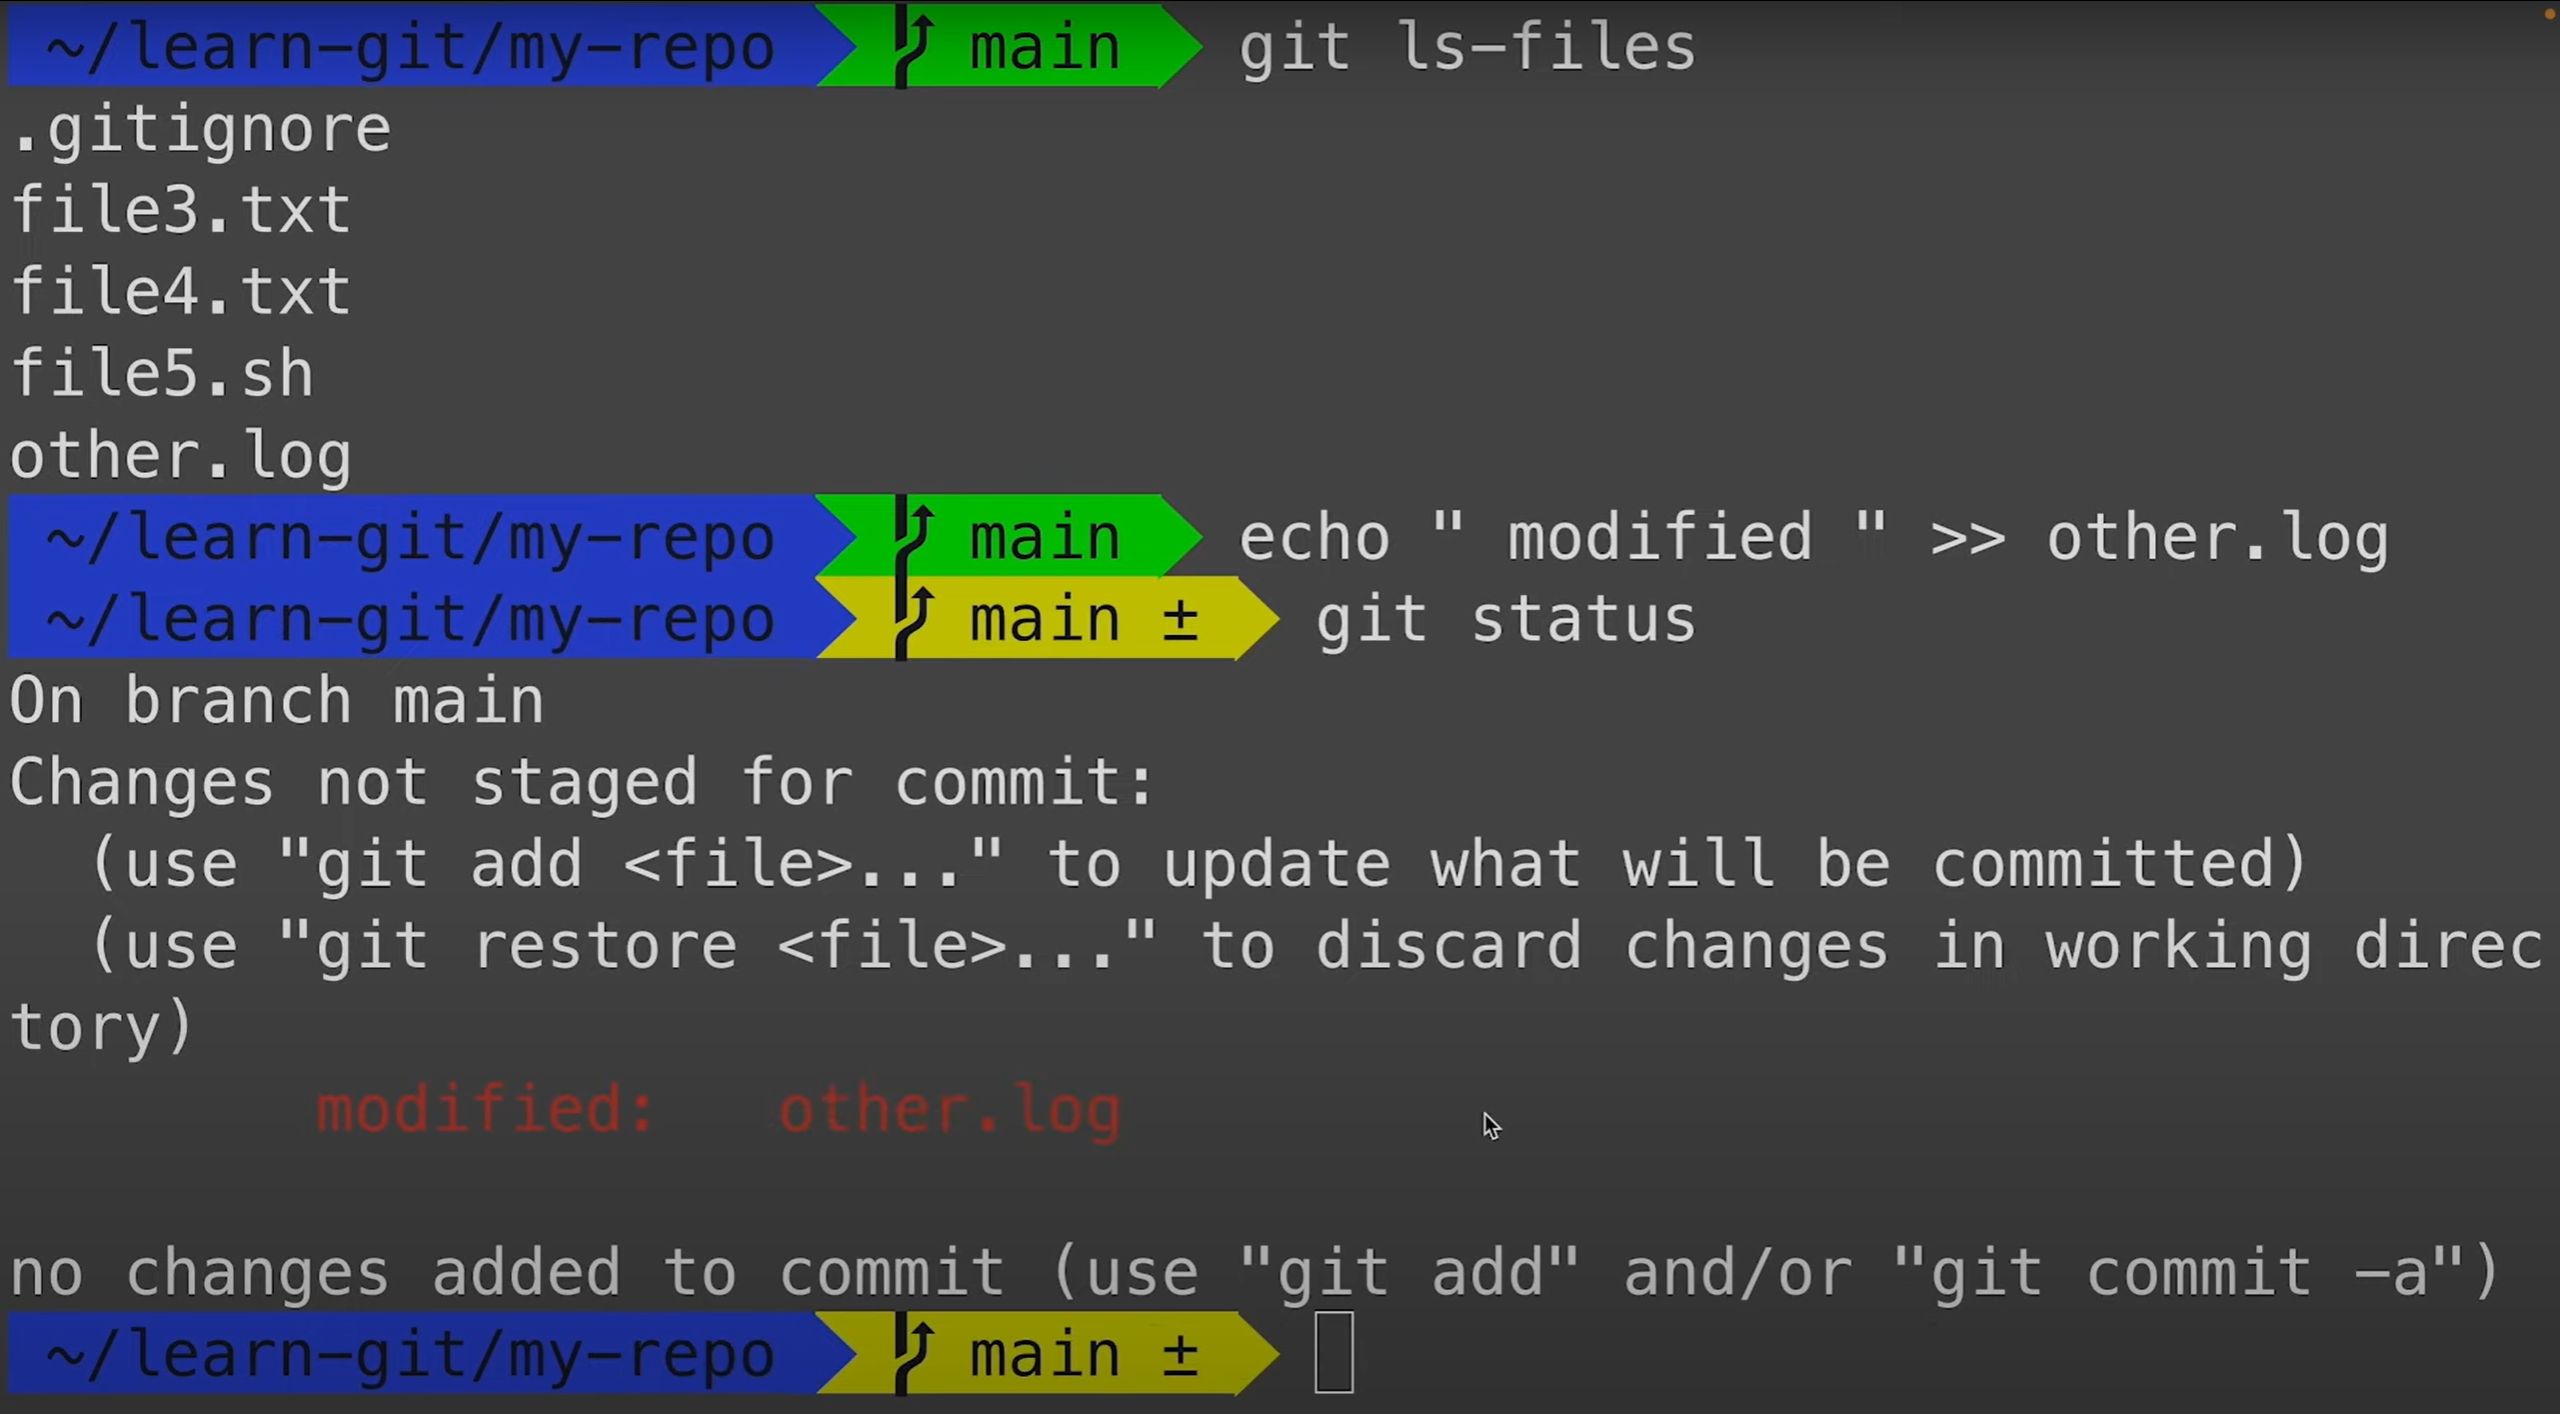 ~/learn-git/my-repo main git ls-files
.gitignore
file3.txt
file4.txt
file5.sh
other.log
~/learn-git/my-repo main echo " modified " >> other.log
~/learn-git/my-repo main ± git status
On branch main
Changes not staged for commit:
  (use "git add <file>..." to update what will be committed)
  (use "git restore <file>..." to discard changes in working direc
tory)
        modified:   other.log
no changes added to commit (use "git add" and/or "git commit -a")
~/learn-git/my-repo main ±